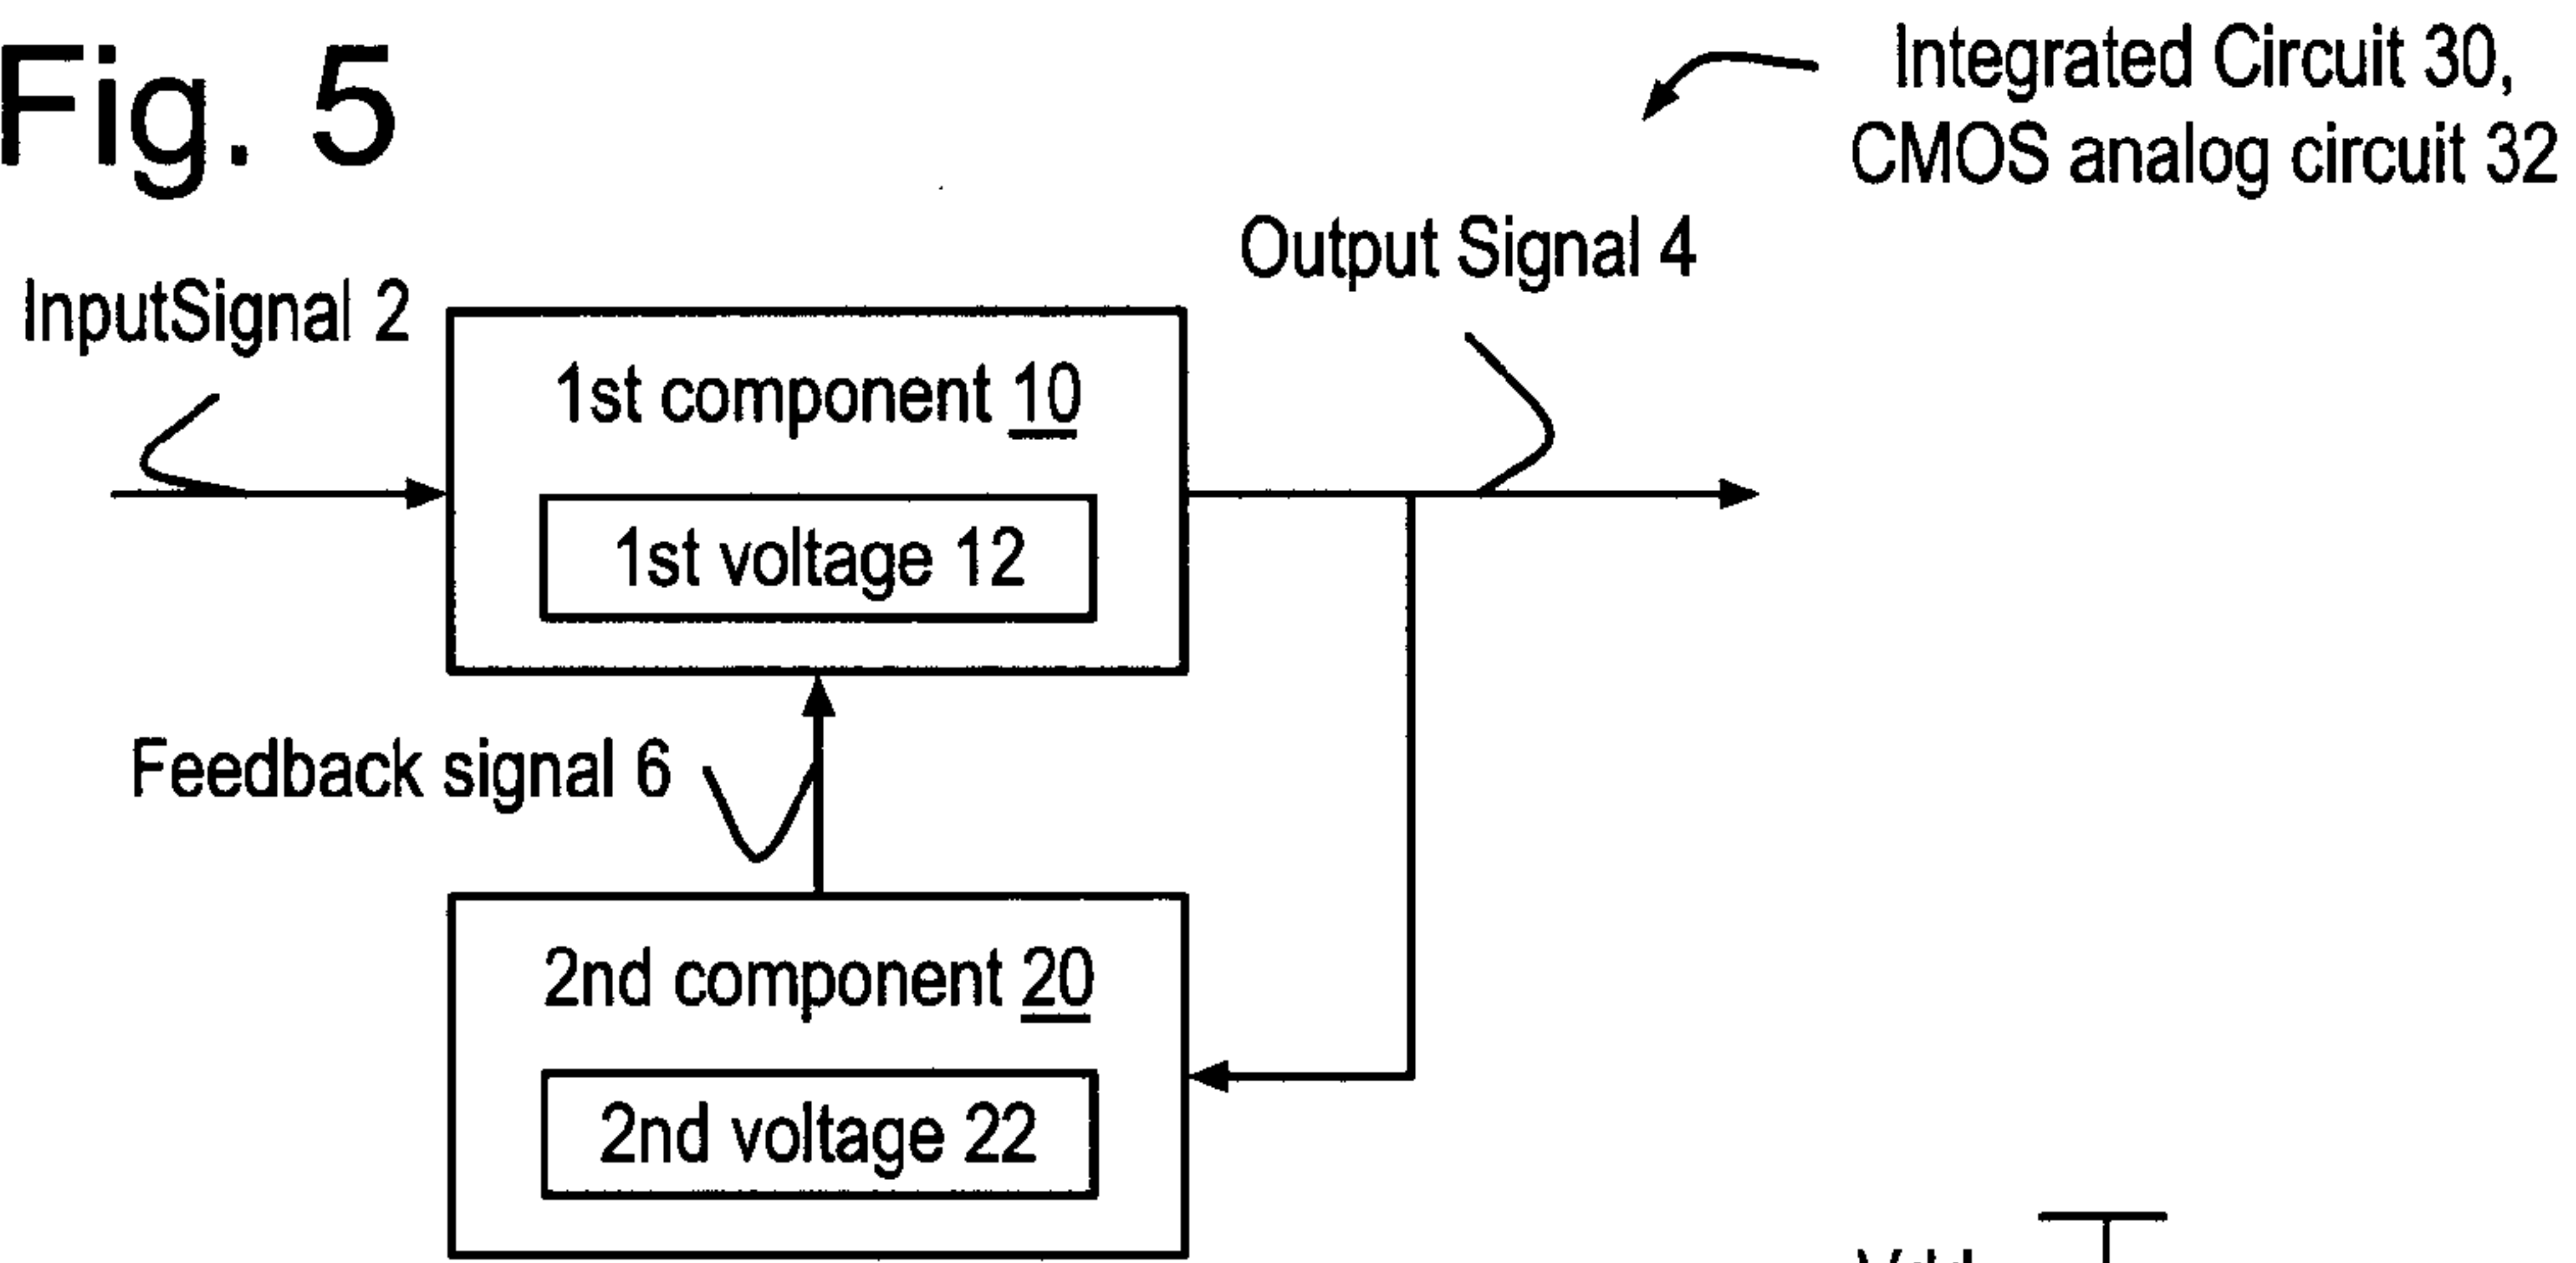 Fig. 5
Integrated Circuit 30,
CMOS analog circuit 32
Output Signal 4
InputSignal 2
1st component 10
1st voltage 12
Feedback signal 6
2nd component 20
2nd voltage 22